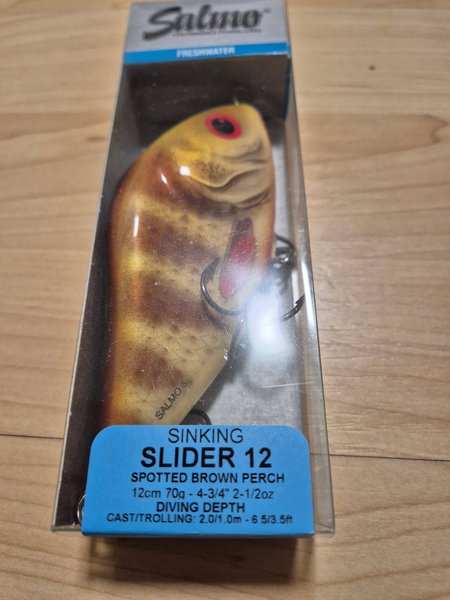 Salmo®
FRESHWATER
SALMO®
SINKING
SLIDER 12
SPOTTED BROWN PERCH
12cm 70g - 4-3/4" 2-1/2oz
DIVING DEPTH
CAST/TROLLING: 2,0/1.0m - 6.5/3.5ft